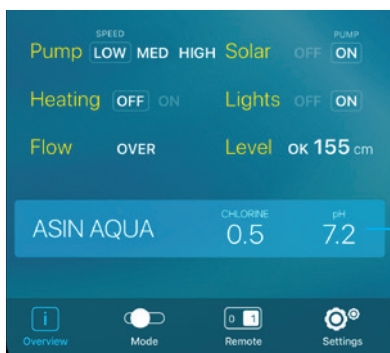 SPEED PUMP
Pump LOW MED HIGH Solar OFF ON
Heating OFF ON Lights OFF ON
Flow OVER Level OK 155 cm
CHLORINE pH
ASIN AQUA 0.5 7.2
i 0 1
Overview Mode Remote Settings